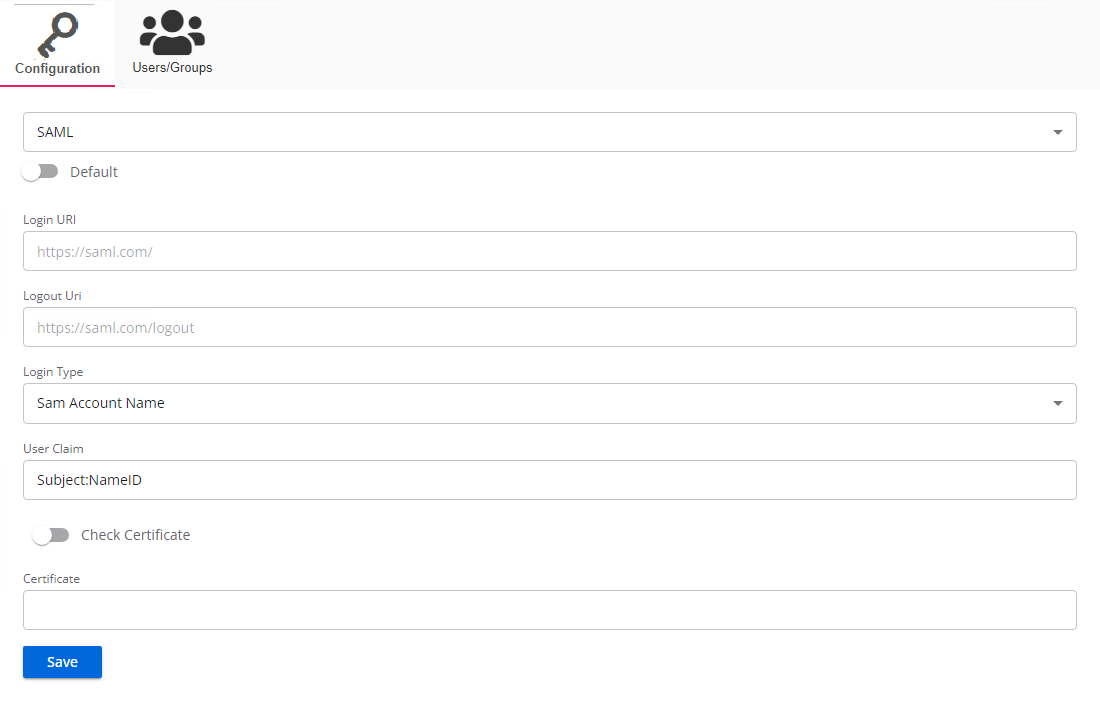 Configuration
Users/Groups
SAML
Default
Login URI
https://saml.com/
Logout Uri
https://saml.com/logout
Login Type
Sam Account Name
User Claim
Subject:NameID
Check Certificate
Certificate
Save